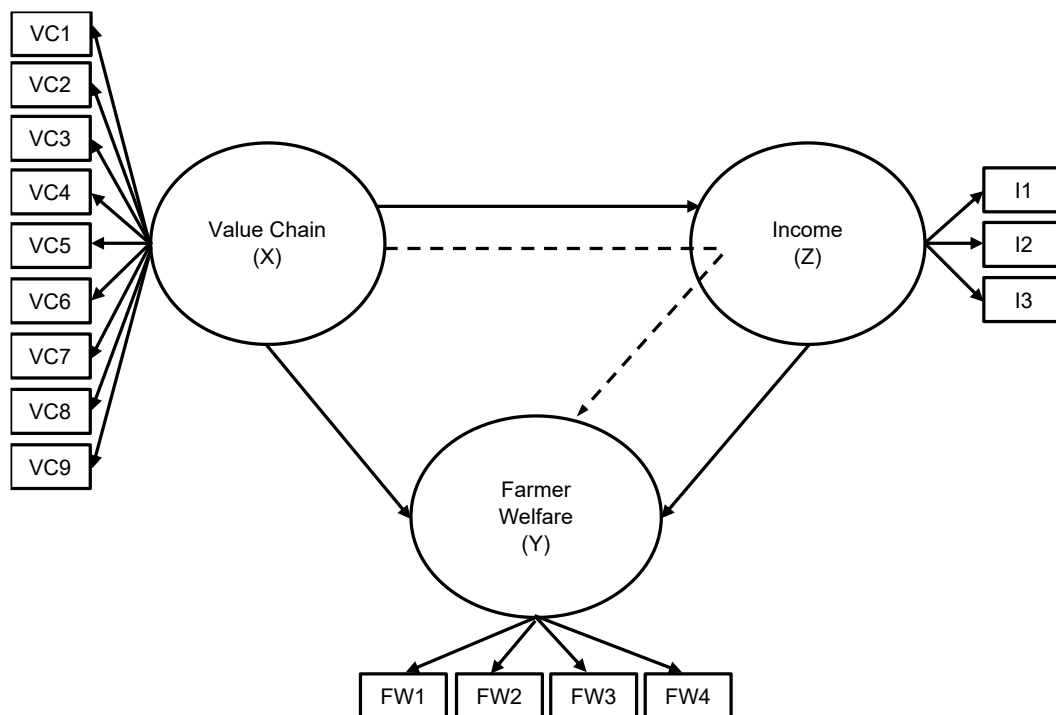 VC1
VC2
VC3
VC4
VC5
VC6
VC7
VC8
VC9
Value Chain
(X)
Income
(Z)
I1
I2
I3
Farmer
Welfare
(Y)
FW1
FW2
FW3
FW4